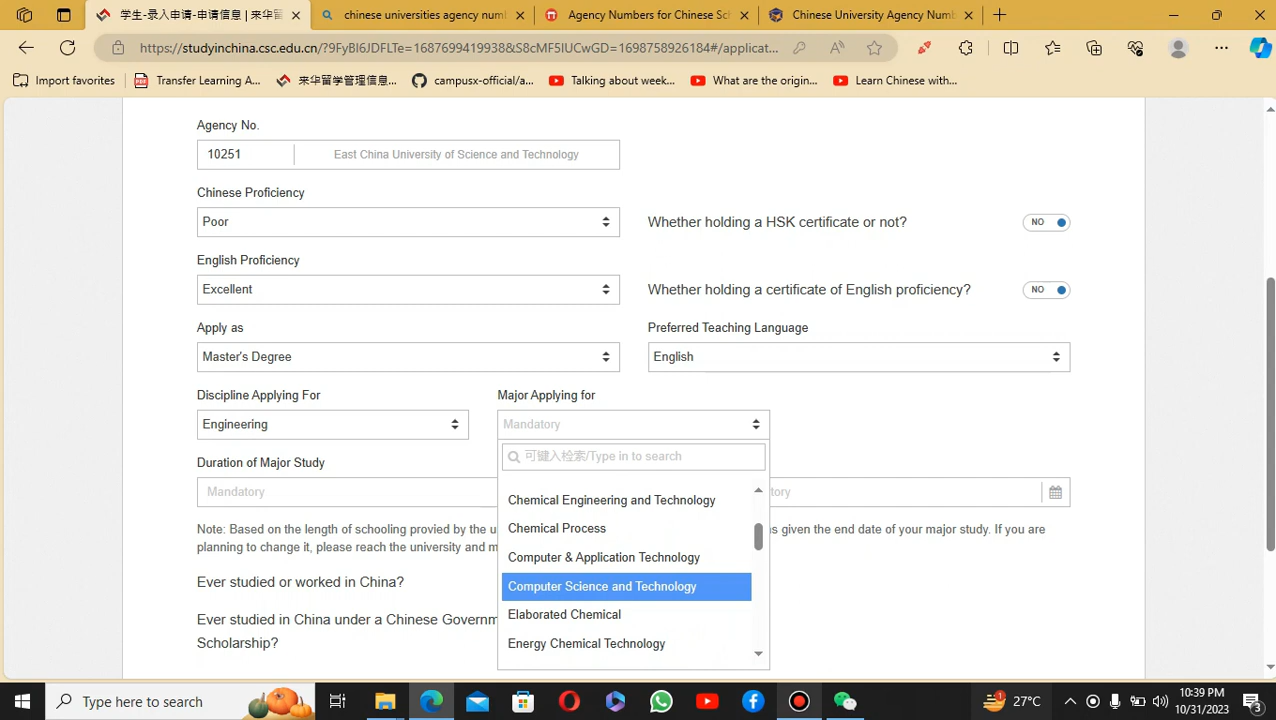 学生-录入申请-申请信息 | 来华留
chinese universities agency num
Agency Numbers for Chinese Sc
Chinese University Agency Numb
https://studyinchina.csc.edu.cn/?9FyBl6JDFLTe=1687699419938&S8cMF5IUCwGD=1698758926184#/applicat...
Import favorites
Transfer Learning A...
来华留学管理信息...
campusx-official/a...
Talking about week...
What are the origin...
Learn Chinese with...
Agency No.
10251 East China University of Science and Technology
Chinese Proficiency
Poor
Whether holding a HSK certificate or not?
NO
English Proficiency
Excellent
Whether holding a certificate of English proficiency?
NO
Apply as
Preferred Teaching Language
Master's Degree
English
Discipline Applying For
Major Applying for
Engineering
Mandatory
可键入检索/Type in to search
Duration of Major Study
Mandatory
tory
Chemical Engineering and Technology
Chemical Process
Computer & Application Technology
Computer Science and Technology
Elaborated Chemical
Energy Chemical Technology
Note: Based on the length of schooling provied by the u
s given the end date of your major study. If you are
planning to change it, please reach the university and m
Ever studied or worked in China?
Ever studied in China under a Chinese Governm
Scholarship?
Type here to search
1
27°C
10:39 PM
10/31/2023
3